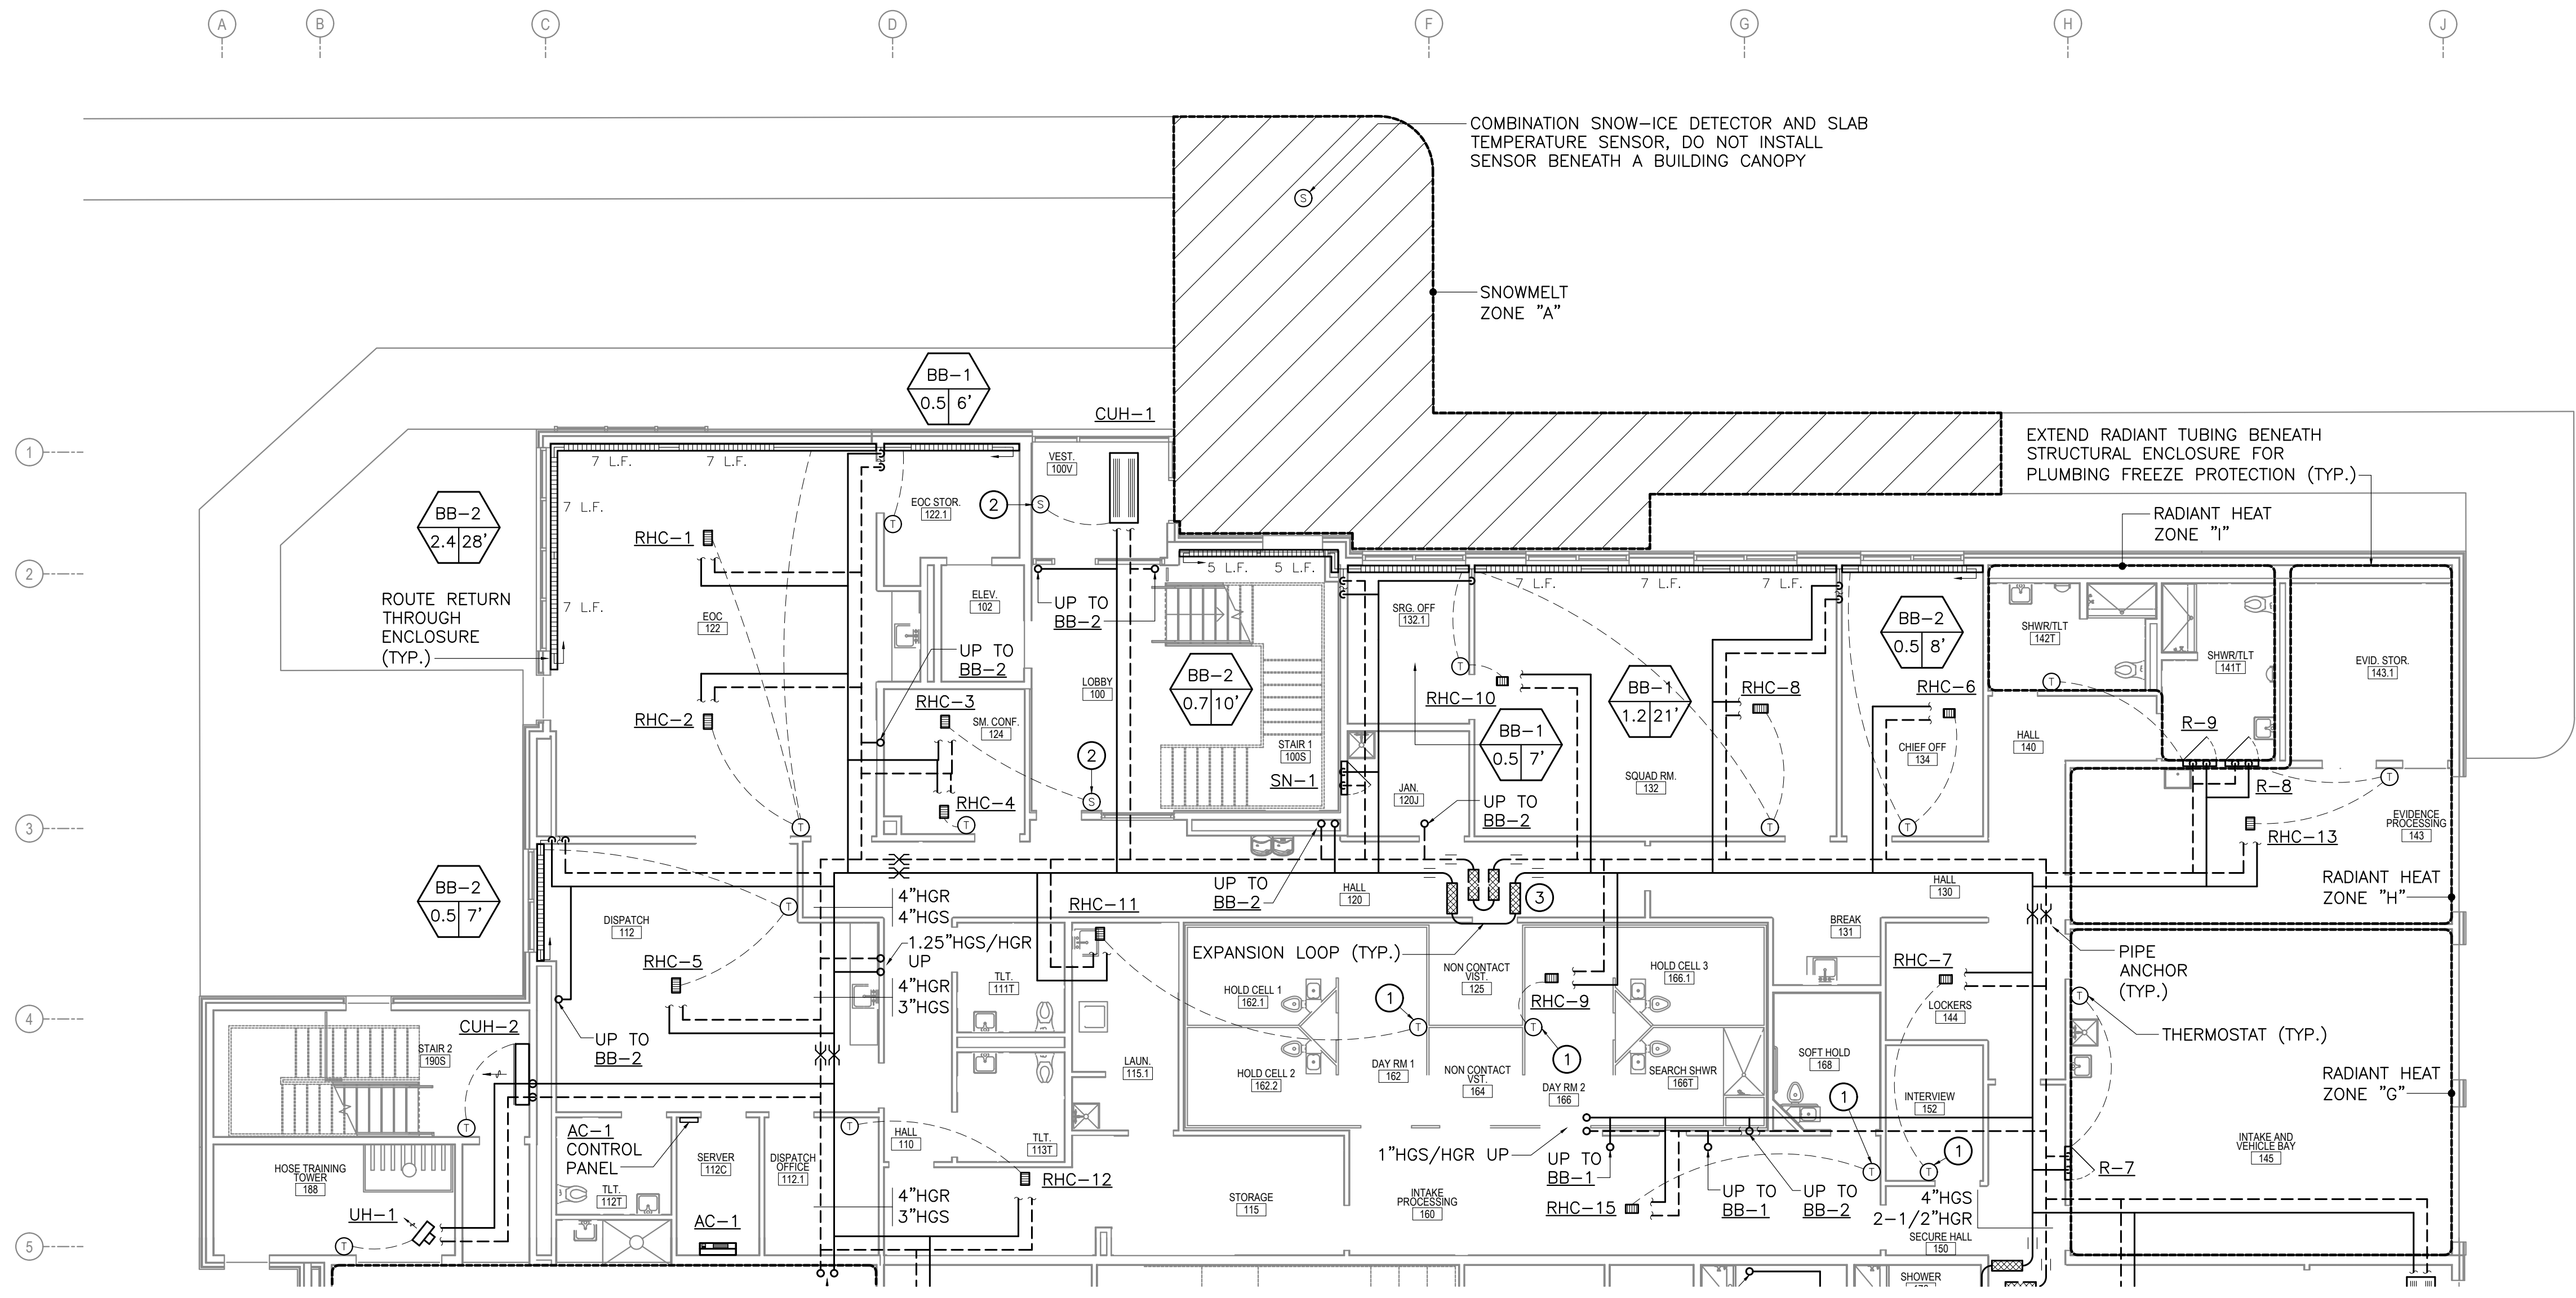 A
B
C
D
F
G
H
J
COMBINATION SNOW-ICE DETECTOR AND SLAB
TEMPERATURE SENSOR, DO NOT INSTALL
SENSOR BENEATH A BUILDING CANOPY
S
SNOWMELT
ZONE "A"
BB-1
0.5 6'
CUH-1
1
EXTEND RADIANT TUBING BENEATH
STRUCTURAL ENCLOSURE FOR
PLUMBING FREEZE PROTECTION (TYP.)
7 L.F.
7 L.F.
VEST.
100V
BB-2
2.4 28'
7 L.F.
EOC STOR.
122.1
2
S
T
RADIANT HEAT
ZONE "I"
RHC-1
2
5 L.F.
5 L.F.
7 L.F.
7 L.F.
7 L.F.
ROUTE RETURN
THROUGH
ENCLOSURE
(TYP.)
7 L.F.
EOC
122
ELEV.
102
UP TO
BB-2
SRG. OFF
132.1
BB-2
0.5 8'
SHWR/TLT
142T
SHWR/TLT
141T
EVID. STOR.
143.1
UP TO
BB-2
LOBBY
100
BB-2
0.7 10'
T
RHC-10
BB-1
1.2 21'
RHC-8
RHC-6
T
RHC-2
RHC-3
SM. CONF.
124
STAIR 1
100S
BB-1
0.5 7'
CHIEF OFF
134
HALL
140
R-9
2
S
SN-1
JAN.
120J
SQUAD RM.
132
R-8
T
RHC-4
T
T
UP TO
BB-2
T
T
EVIDENCE
PROCESSING
143
RHC-13
3
BB-2
0.5 7'
T
DISPATCH
112
4"HGR
4"HGS
RHC-11
UP TO
BB-2
HALL
120
3
HALL
130
RADIANT HEAT
ZONE "H"
BREAK
131
1.25"HGS/HGR
UP
EXPANSION LOOP (TYP.)
PIPE
ANCHOR
(TYP.)
RHC-5
TLT.
111T
HOLD CELL 1
162.1
NON CONTACT
VIST.
125
RHC-9
HOLD CELL 3
166.1
RHC-7
LOCKERS
144
4"HGR
3"HGS
4
CUH-2
STAIR 2
190S
UP TO
BB-2
1
T
T
1
T
THERMOSTAT (TYP.)
LAUN.
115.1
HOLD CELL 2
162.2
DAY RM 1
162
NON CONTACT
VST.
164
DAY RM 2
166
SEARCH SHWR
166T
SOFT HOLD
168
RADIANT HEAT
ZONE "G"
T
AC-1
CONTROL
PANEL
T
HALL
110
TLT.
113T
1
INTERVIEW
152
HOSE TRAINING
TOWER
188
TLT.
112T
SERVER
112C
DISPATCH
OFFICE
112.1
1"HGS/HGR UP
UP TO
BB-1
T
T
1
R-7
INTAKE AND
VEHICLE BAY
145
RHC-12
4"HGR
3"HGS
STORAGE
115
INTAKE
PROCESSING
160
RHC-15
UP TO
BB-1
UP TO
BB-2
4"HGS
2-1/2"HGR
UH-1
T
AC-1
SECURE HALL
150
5
SHOWER